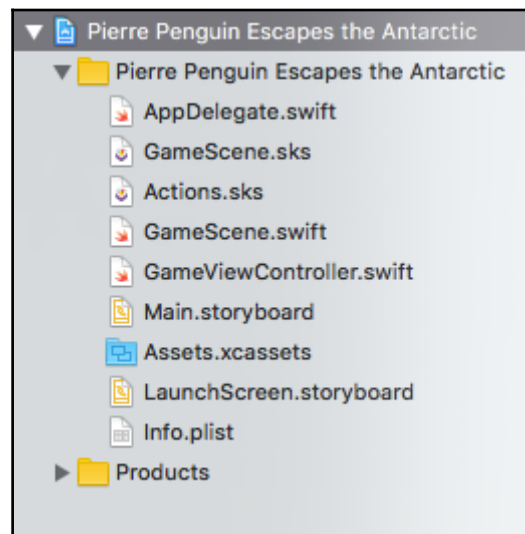 Pierre Penguin Escapes the Antarctic
Pierre Penguin Escapes the Antarctic
AppDelegate.swift
GameScene.sks
Actions.sks
GameScene.swift
GameViewController.swift
Main.storyboard
Assets.xcassets
LaunchScreen.storyboard
Info.plist
Products